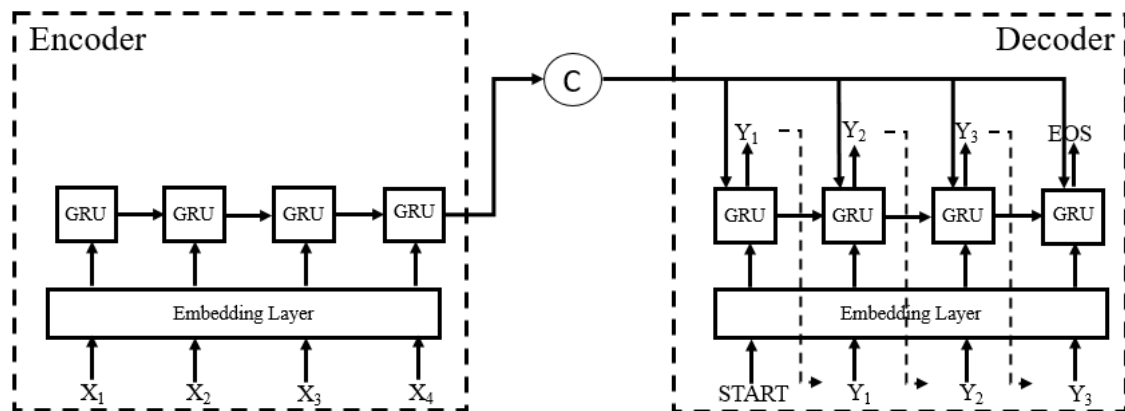 Encoder
Decoder
C
Y₁ Y₂ Y₃ EOS
GRU GRU GRU GRU
GRU GRU GRU GRU
Embedding Layer
Embedding Layer
X₁ X₂ X₃ X₄
START Y₁ Y₂ Y₃